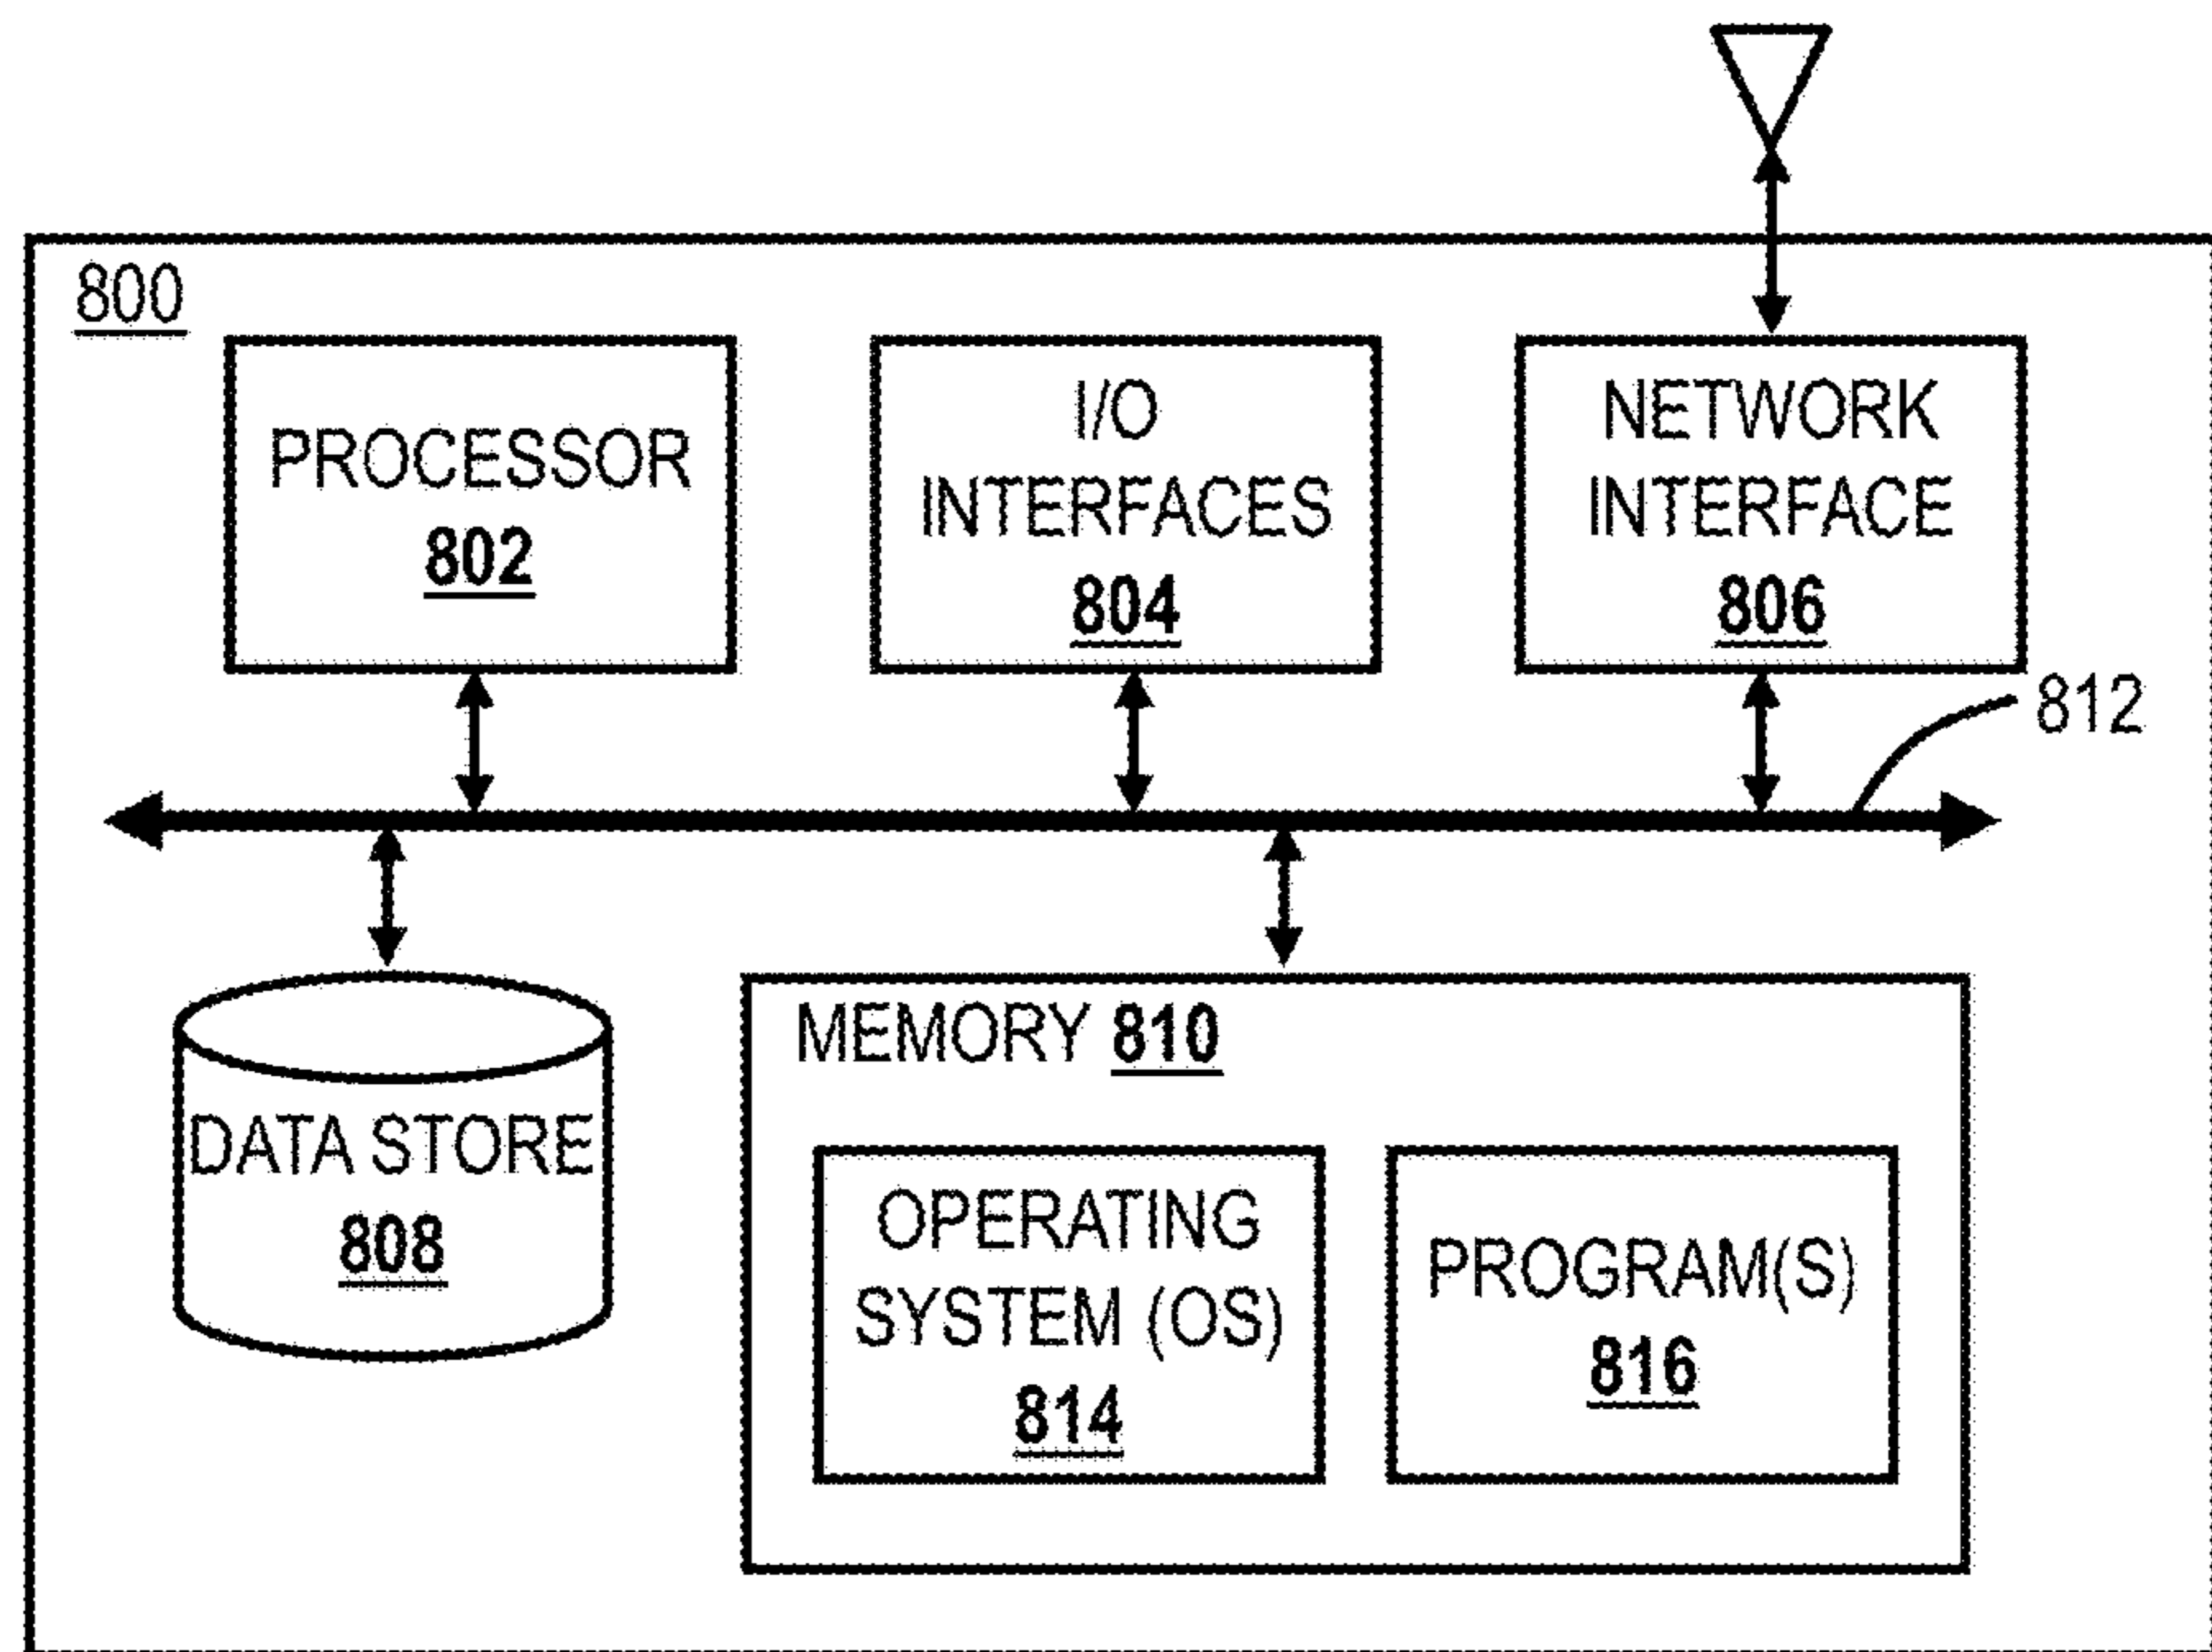 800
PROCESSOR
802
I/O
INTERFACES
804
NETWORK
INTERFACE
806
812
DATA STORE
808
MEMORY 810
OPERATING
SYSTEM (OS)
814
PROGRAM(S)
816